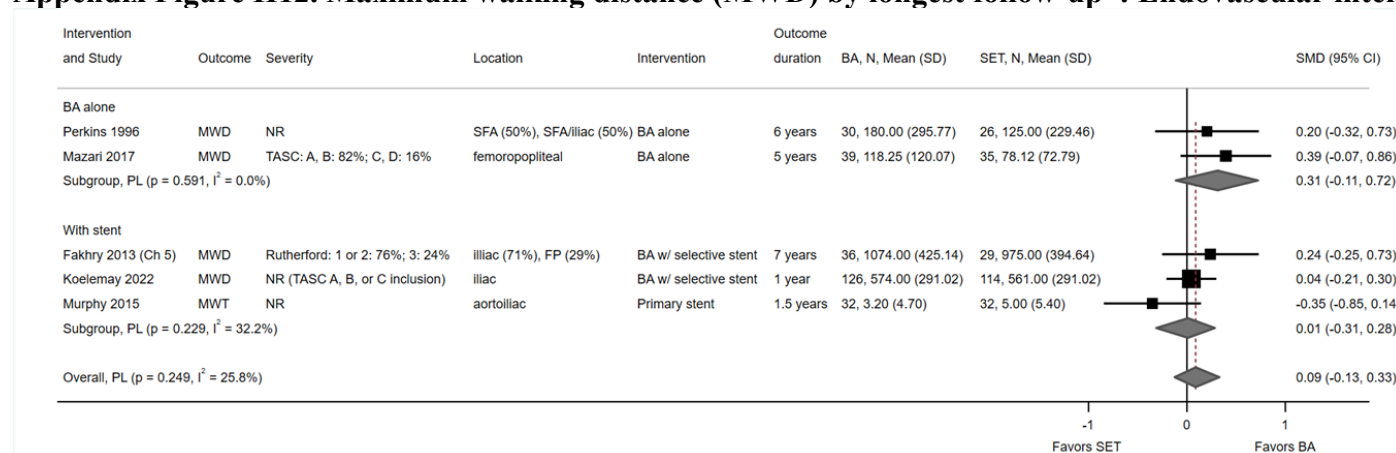 Appendix Figure H12. Maximum walking distance (MWD) by longest follow-up
Intervention Outcome
and Study Outcome Severity Location Intervention duration BA, N, Mean (SD) SET, N, Mean (SD) SMD (95% CI)
BA alone
Perkins 1996 MWD NR SFA (50%), SFA/iliac (50%) BA alone 6 years 30, 180.00 (295.77) 26, 125.00 (229.46) 0.20 (-0.32, 0.73)
Mazari 2017 MWD TASC: A, B: 82%; C, D: 16% femoropopliteal BA alone 5 years 39, 118.25 (120.07) 35, 78.12 (72.79) 0.39 (-0.07, 0.86)
Subgroup, PL (p = 0.591, I² = 0.0%) 0.31 (-0.11, 0.72)
With stent
Fakhry 2013 (Ch 5) MWD Rutherford: 1 or 2: 76%; 3: 24% illiac (71%), FP (29%) BA w/ selective stent 7 years 36, 1074.00 (425.14) 29, 975.00 (394.64) 0.24 (-0.25, 0.73)
Koelemay 2022 MWD NR (TASC A, B, or C inclusion) iliac BA w/ selective stent 1 year 126, 574.00 (291.02) 114, 561.00 (291.02) 0.04 (-0.21, 0.30)
Murphy 2015 MWT NR aortoiliac Primary stent 1.5 years 32, 3.20 (4.70) 32, 5.00 (5.40) -0.35 (-0.85, 0.14
Subgroup, PL (p = 0.229, I² = 32.2%) 0.01 (-0.31, 0.28)
Overall, PL (p = 0.249, I² = 25.8%) 0.09 (-0.13, 0.33)
-1 0 1
Favors SET Favors BA